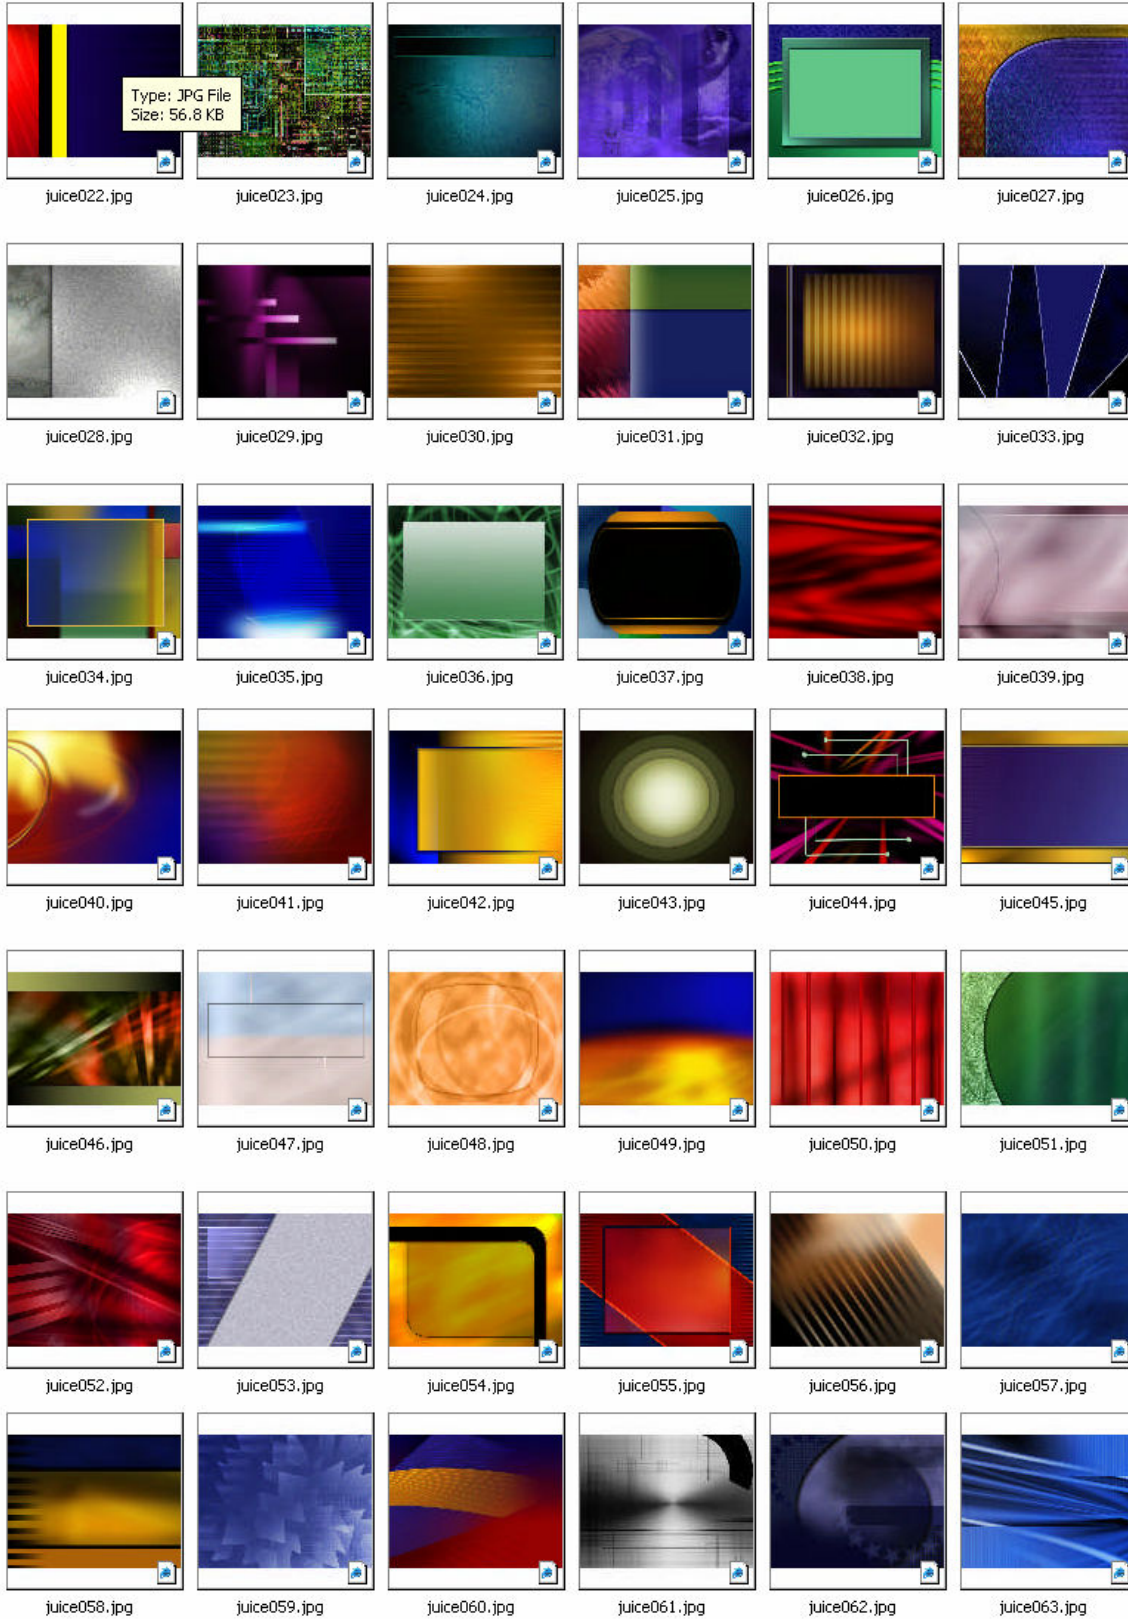 Type: JPG File
Size: 56.8 KB
juice022.jpg juice023.jpg juice024.jpg juice025.jpg juice026.jpg juice027.jpg
juice028.jpg juice029.jpg juice030.jpg juice031.jpg juice032.jpg juice033.jpg
juice034.jpg juice035.jpg juice036.jpg juice037.jpg juice038.jpg juice039.jpg
juice040.jpg juice041.jpg juice042.jpg juice043.jpg juice044.jpg juice045.jpg
juice046.jpg juice047.jpg juice048.jpg juice049.jpg juice050.jpg juice051.jpg
juice052.jpg juice053.jpg juice054.jpg juice055.jpg juice056.jpg juice057.jpg
juice058.jpg juice059.jpg juice060.jpg juice061.jpg juice062.jpg juice063.jpg